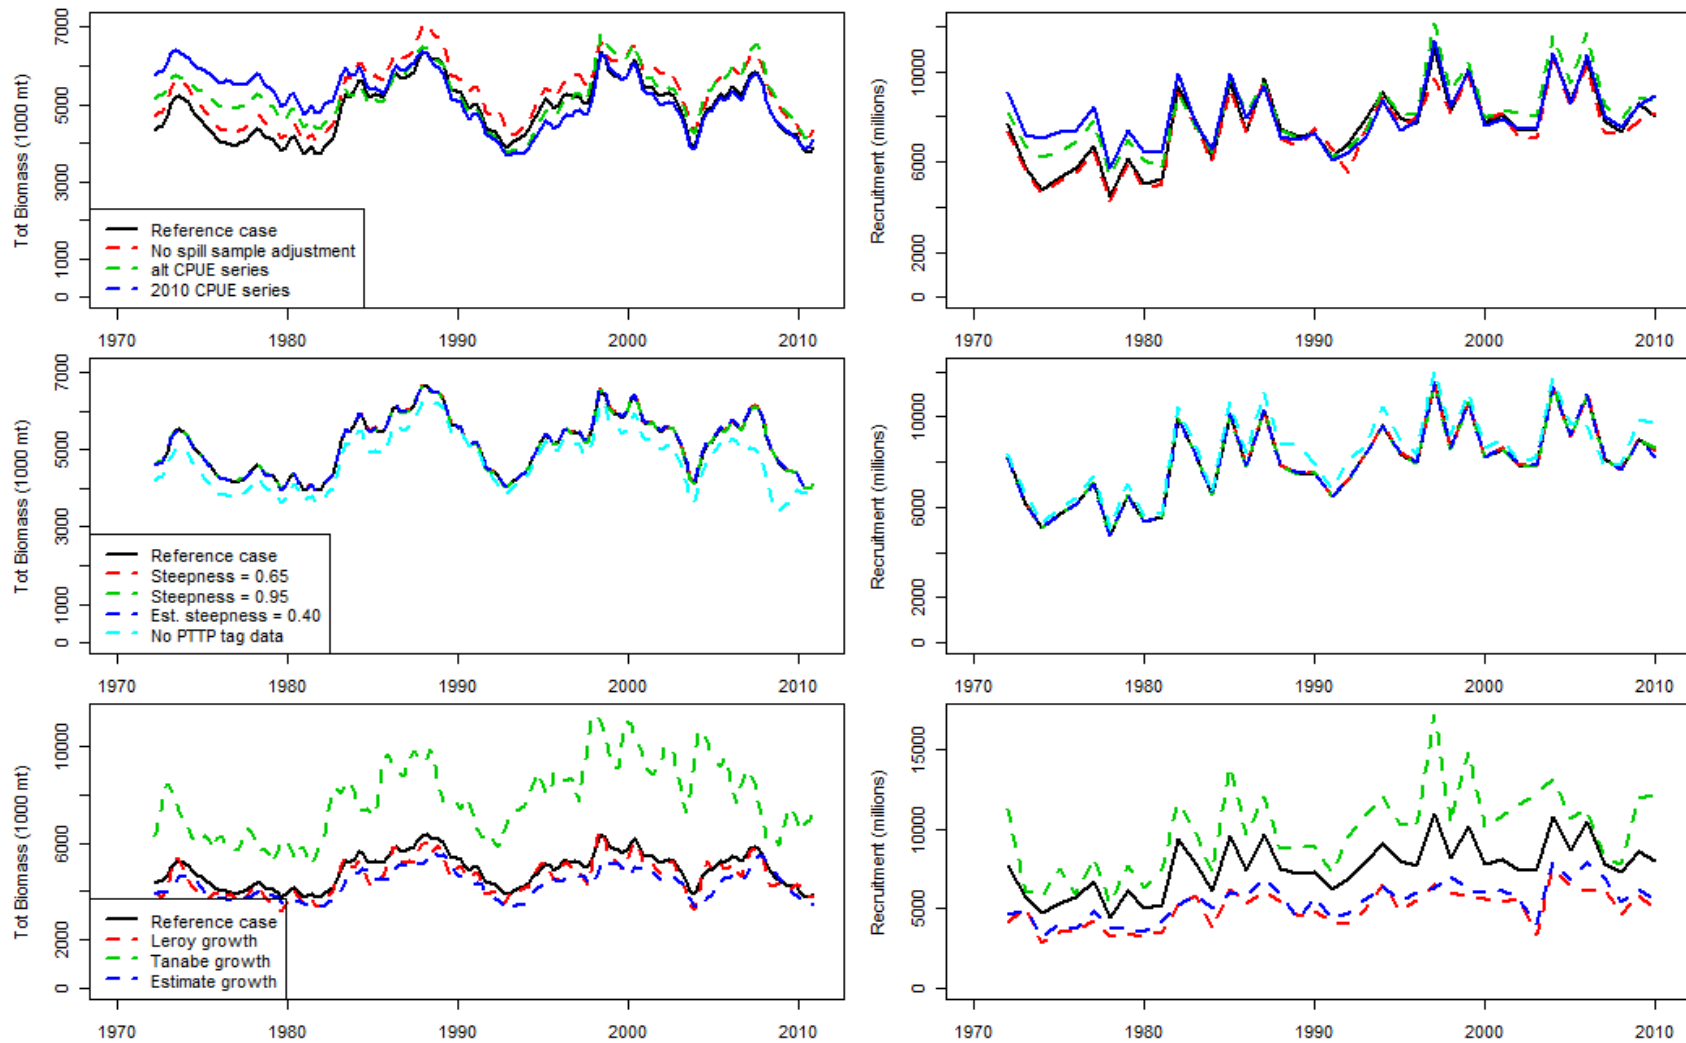 Tot Biomass (1000 mt)
7000
5000
3000
1000
0
Reference case
No spill sample adjustment
alt CPUE series
2010 CPUE series
1970 1980 1990 2000 2010
Recruitment (millions)
10000
6000
2000
0
1970 1980 1990 2000 2010
Tot Biomass (1000 mt)
7000
5000
3000
1000
0
Reference case
Steepness = 0.65
Steepness = 0.95
Est. steepness = 0.40
No PTTP tag data
1970 1980 1990 2000 2010
Recruitment (millions)
10000
6000
2000
0
1970 1980 1990 2000 2010
Tot Biomass (1000 mt)
10000
6000
2000
0
Reference case
Leroy growth
Tanabe growth
Estimate growth
1970 1980 1990 2000 2010
Recruitment (millions)
15000
10000
5000
0
1970 1980 1990 2000 2010